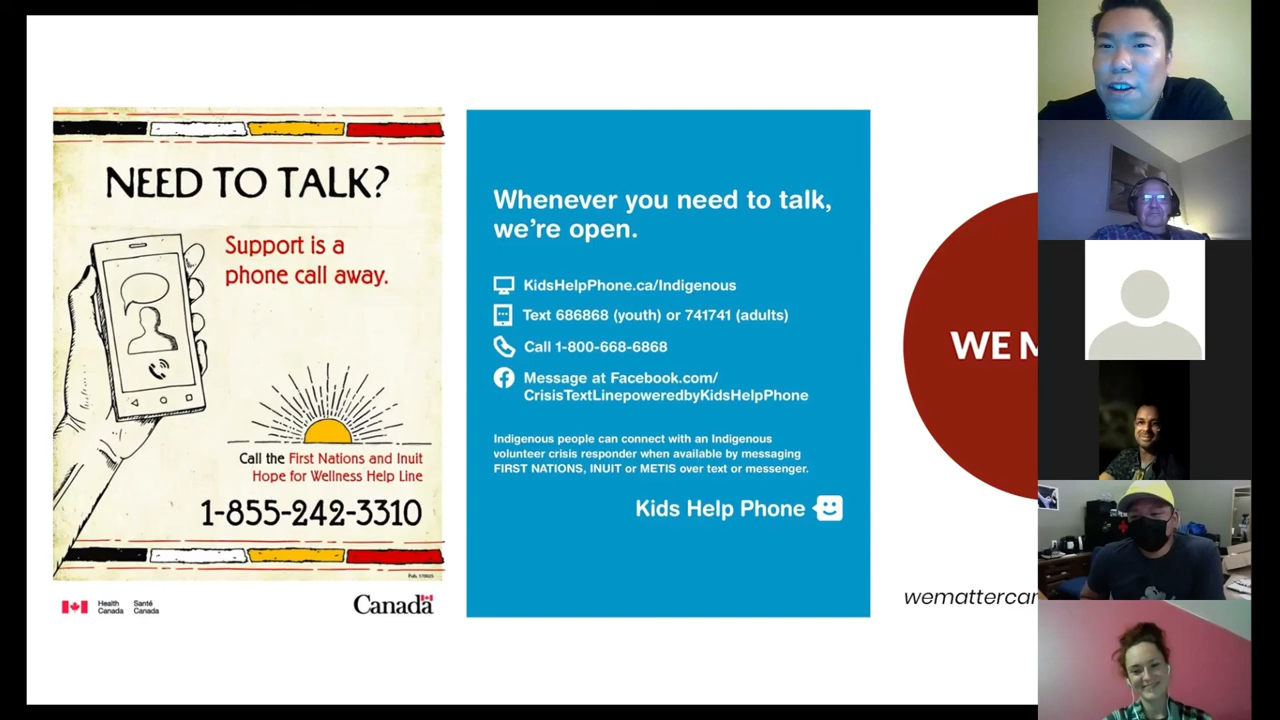 NEED TO TALK?
Support is a
phone call away.
Call the First Nations and Inuit
Hope for Wellness Help Line
1-855-242-3310
Health
Canada
Santé
Canada
Canada
Whenever you need to talk,
we're open.
KidsHelpPhone.ca/Indigenous
Text 686868 (youth) or 741741 (adults)
Call 1-800-668-6868
Message at Facebook.com/
CrisisTextLinepoweredbyKidsHelpPhone
Indigenous people can connect with an Indigenous
volunteer crisis responder when available by messaging
FIRST NATIONS, INUIT or METIS over text or messenger.
Kids Help Phone
WE M
wemattercar